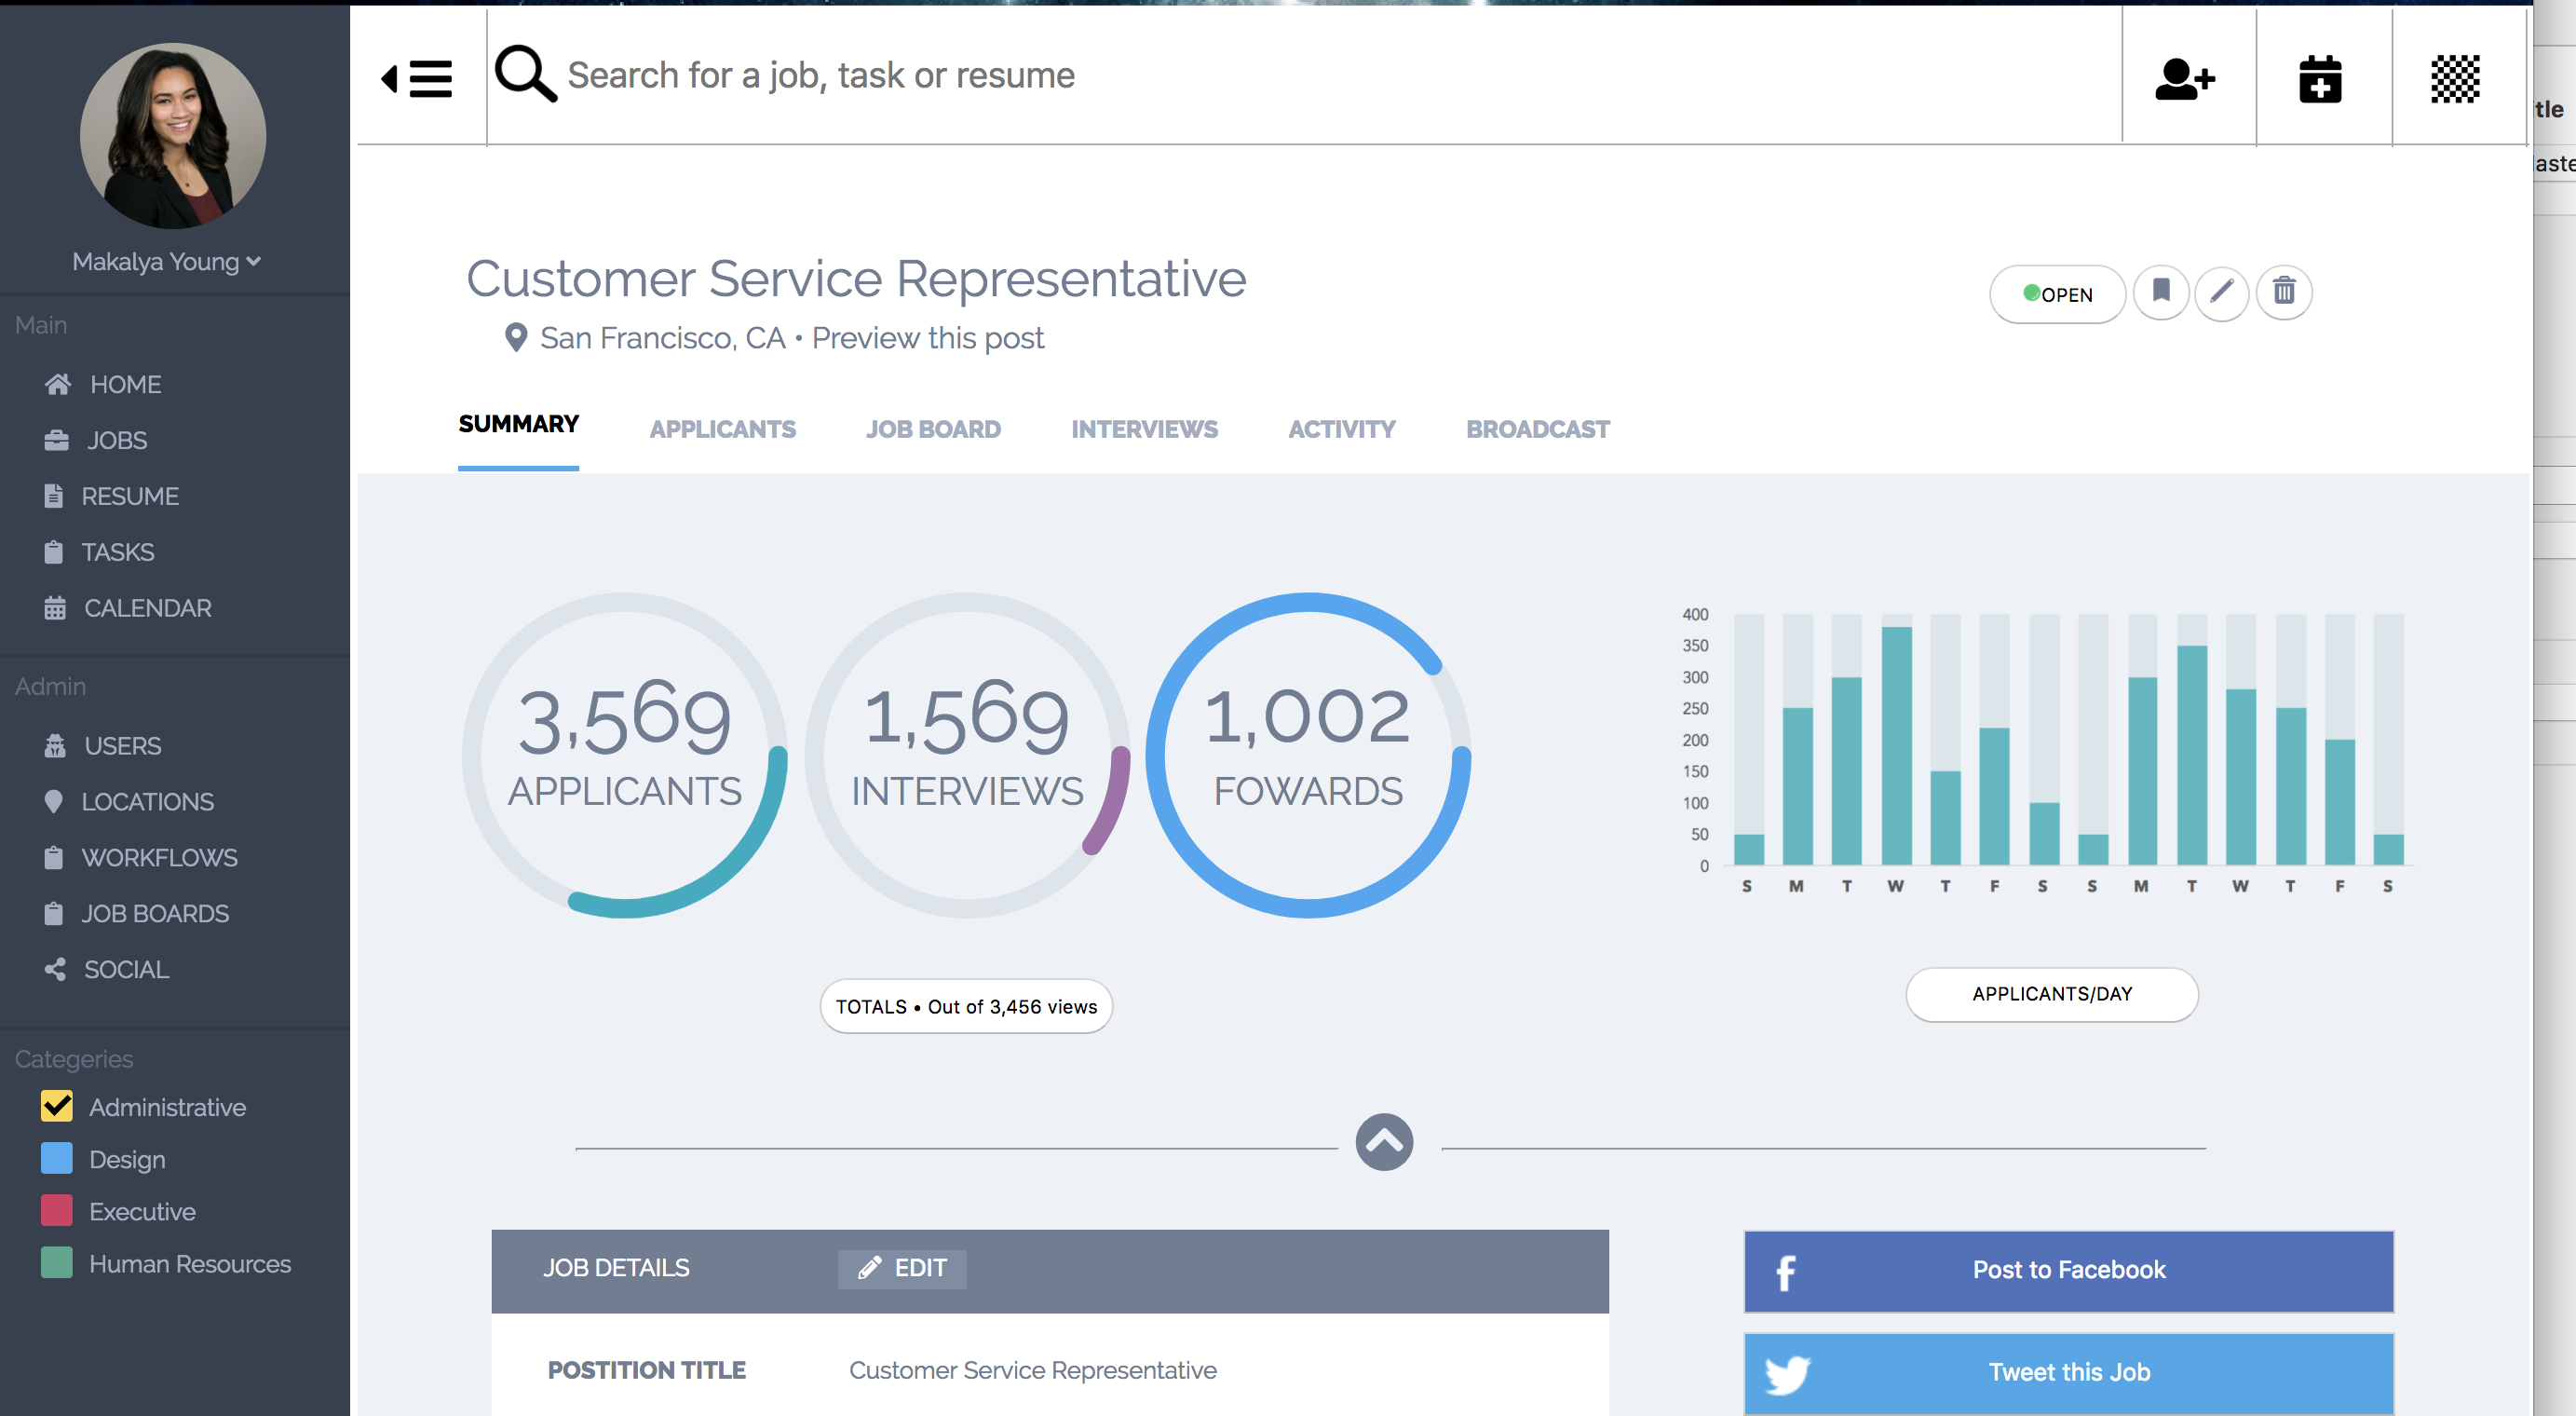 Makalya Young
Main
HOME
JOBS
RESUME
TASKS
CALENDAR
Admin
USERS
LOCATIONS
WORKFLOWS
JOB BOARDS
SOCIAL
Categeries
Administrative
Design
Executive
Human Resources
Search for a job, task or resume
Customer Service Representative
San Francisco, CA • Preview this post
OPEN
SUMMARY APPLICANTS JOB BOARD INTERVIEWS ACTIVITY BROADCAST
3,569
APPLICANTS
1,569
INTERVIEWS
1,002
FOWARDS
TOTALS • Out of 3,456 views
400
350
300
250
200
150
100
50
0
S M T W T F S S M T W T F S
APPLICANTS/DAY
JOB DETAILS EDIT
POSTITION TITLE Customer Service Representative
f Post to Facebook
Tweet this Job